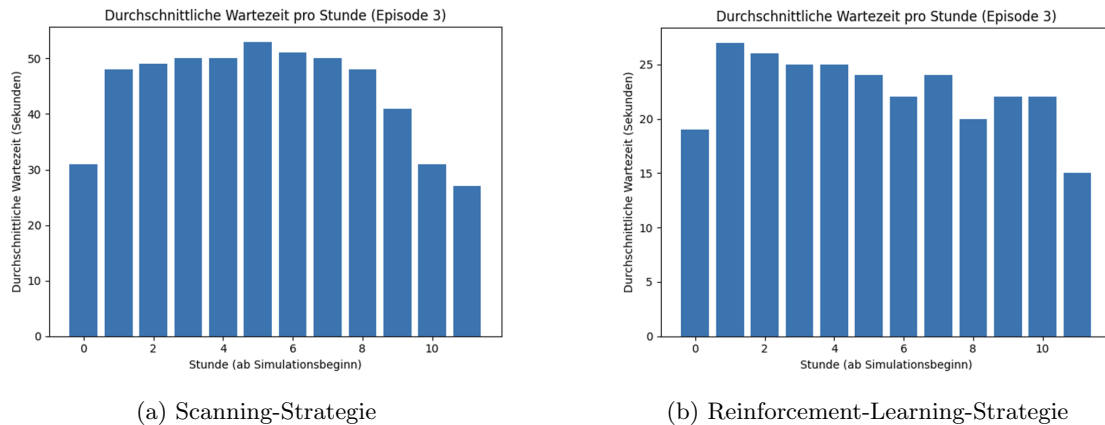 Durchschnittliche Wartezeit pro Stunde (Episode 3)
Durchschnittliche Wartezeit (Sekunden)
50
40
30
20
10
0
0 2 4 6 8 10
Stunde (ab Simulationsbeginn)
(a) Scanning-Strategie
Durchschnittliche Wartezeit pro Stunde (Episode 3)
Durchschnittliche Wartezeit (Sekunden)
25
20
15
10
5
0
0 2 4 6 8 10
Stunde (ab Simulationsbeginn)
(b) Reinforcement-Learning-Strategie